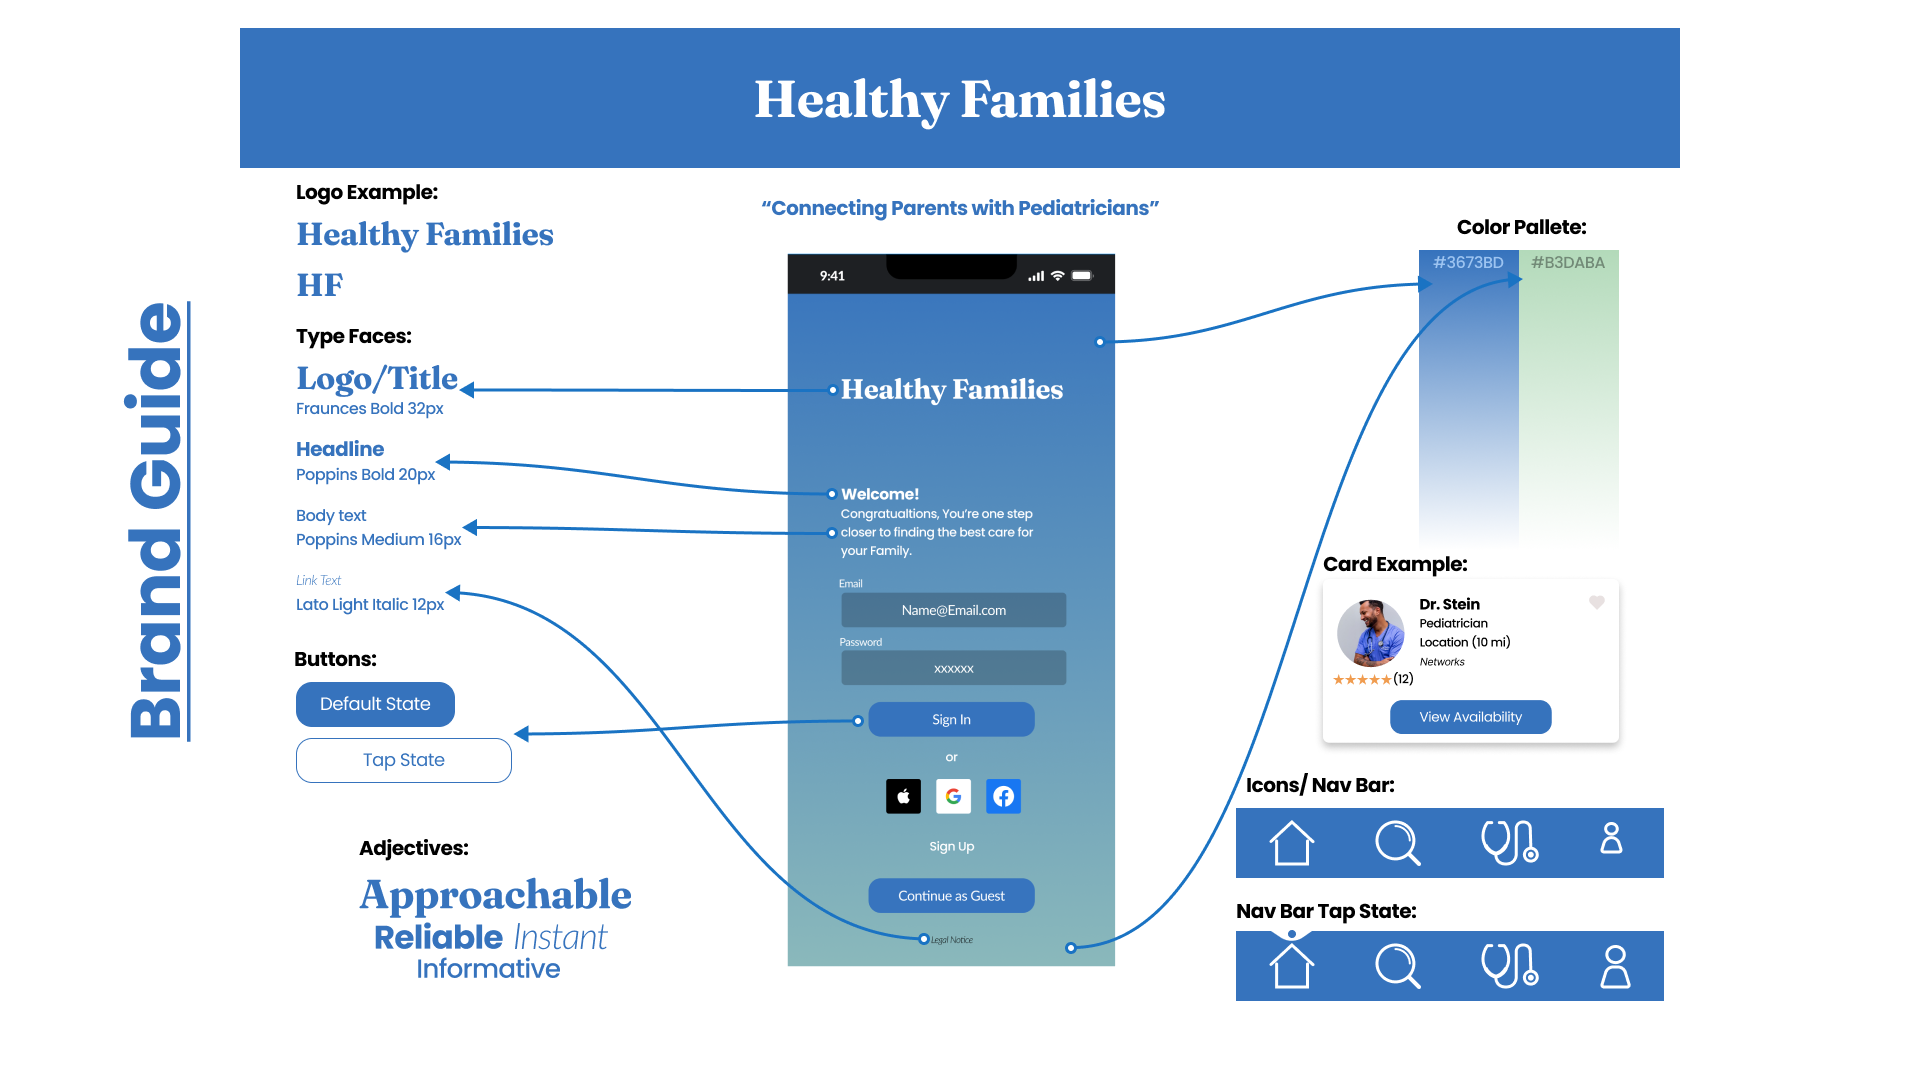 Healthy Families
Brand Guide
Logo Example:
Healthy Families
HF
Type Faces:
Logo/Title
Fraunces Bold 32px
Headline
Poppins Bold 20px
Body text
Poppins Medium 16px
Link Text
Lato Light Italic 12px
Buttons:
Default State
Tap State
Adjectives:
Approachable
Reliable Instant
Informative
“Connecting Parents with Pediatricians”
9:41
Healthy Families
Welcome!
Congratualtions, You’re one step
closer to finding the best care for
your Family.
Email
Name@Email.com
Password
xxxxxx
Sign In
or
Sign Up
Continue as Guest
Legal Notice
Color Pallete:
#3673BD #B3DABA
Card Example:
Dr. Stein
Pediatrician
Location (10 mi)
Networks
(12)
View Availability
Icons/ Nav Bar:
Nav Bar Tap State: